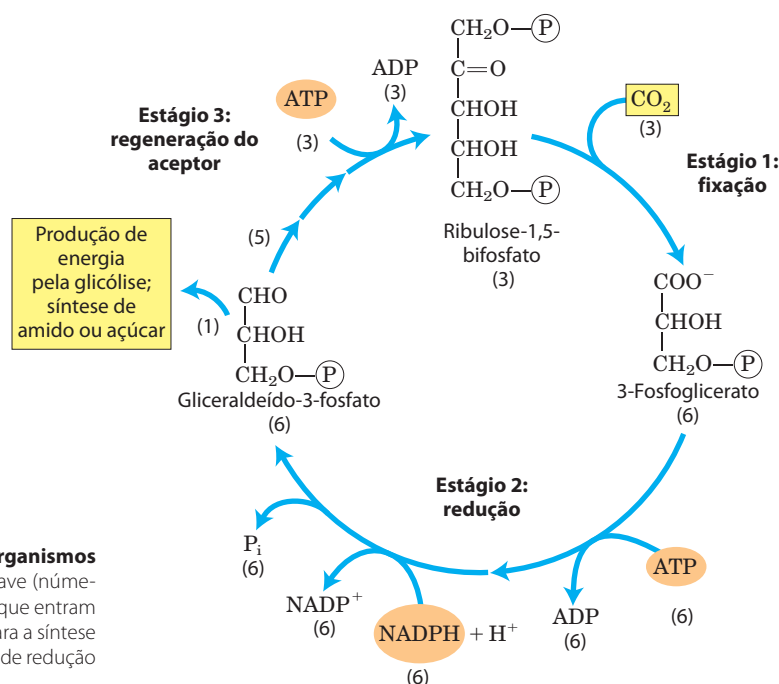 CH₂O—Ⓟ
C=O
CHOH
CHOH
CH₂O—Ⓟ
Ribulose-1,5-
bifosfato
(3)
CO₂
(3)
Estágio 1:
fixação
COO⁻
CHOH
CH₂O—Ⓟ
3-Fosfoglicerato
(6)
ATP
(6)
ADP
(6)
Estágio 2:
redução
NADPH + H⁺
(6)
NADP⁺
(6)
Pᵢ
(6)
CHO
CHOH
CH₂O—Ⓟ
Gliceraldeído-3-fosfato
(6)
(1)
Produção de
energia
pela glicólise;
síntese de
amido ou açúcar
(5)
Estágio 3:
regeneração do
aceptor
ATP
(3)
ADP
(3)
rganismos
ave (núme-
que entram
ara a síntese
de redução